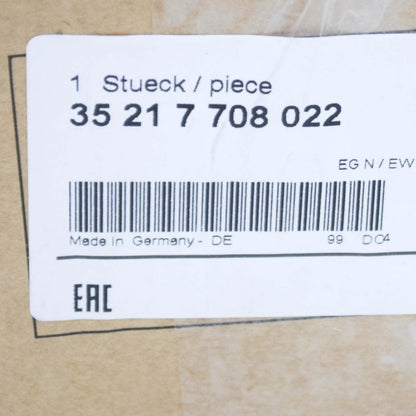 1 Stueck / piece
35 21 7 708 022
EG N / EW
Made in Germany - DE 99 DC4
EAC